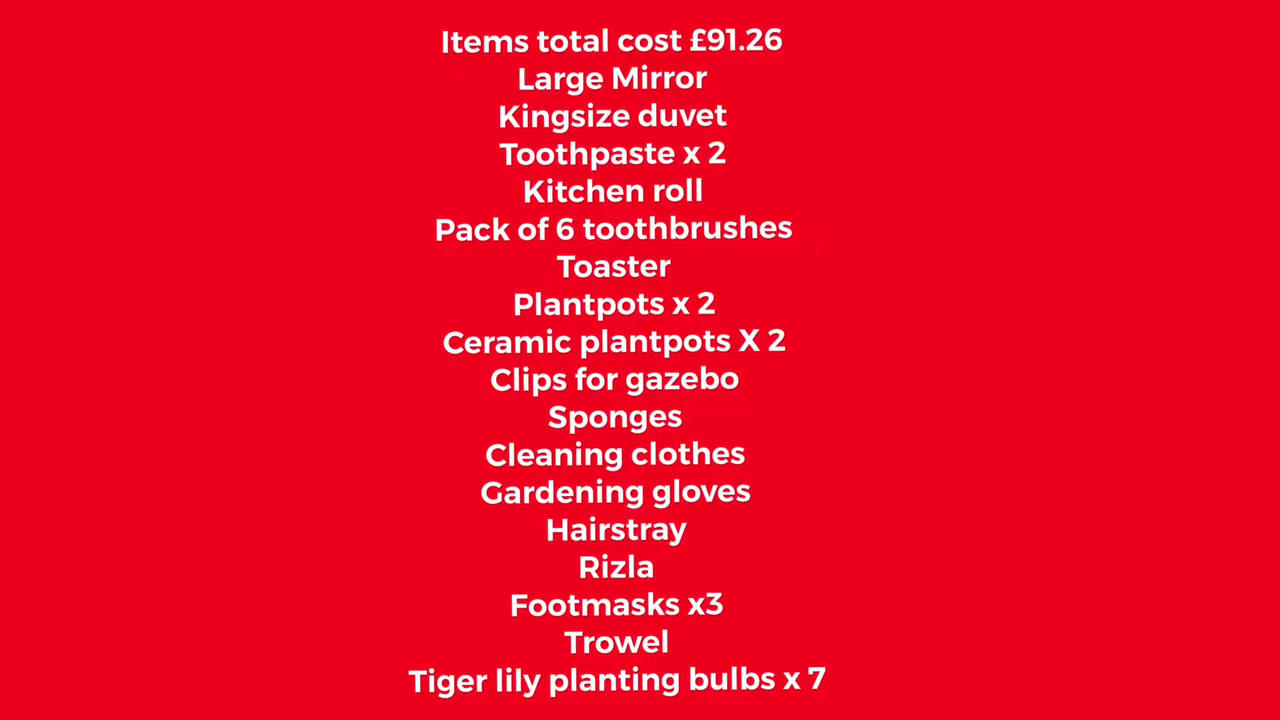 Items total cost £91.26
Large Mirror
Kingsize duvet
Toothpaste x 2
Kitchen roll
Pack of 6 toothbrushes
Toaster
Plantpots x 2
Ceramic plantpots X 2
Clips for gazebo
Sponges
Cleaning clothes
Gardening gloves
Hairstray
Rizla
Footmasks x3
Trowel
Tiger lily planting bulbs x 7